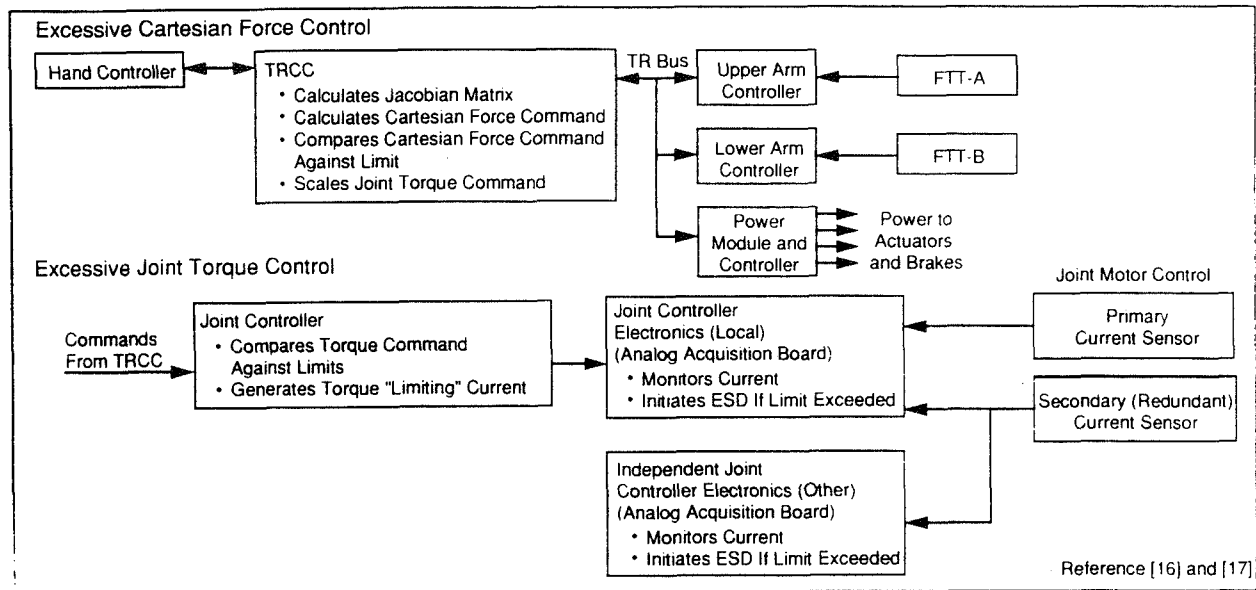 Excessive Cartesian Force Control
Hand Controller
TRCC
• Calculates Jacobian Matrix
• Calculates Cartesian Force Command
• Compares Cartesian Force Command
Against Limit
• Scales Joint Torque Command
TR Bus
Upper Arm
Controller
FTT-A
Lower Arm
Controller
FTT-B
Power
Module and
Controller
Power to
Actuators
and Brakes
Excessive Joint Torque Control
Commands
From TRCC
Joint Controller
• Compares Torque Command
Against Limits
• Generates Torque "Limiting" Current
Joint Controller
Electronics (Local)
(Analog Acquisition Board)
• Monitors Current
• Initiates ESD If Limit Exceeded
Joint Motor Control
Primary
Current Sensor
Secondary (Redundant)
Current Sensor
Independent Joint
Controller Electronics (Other)
(Analog Acquisition Board)
• Monitors Current
• Initiates ESD If Limit Exceeded
Reference [16] and [17]